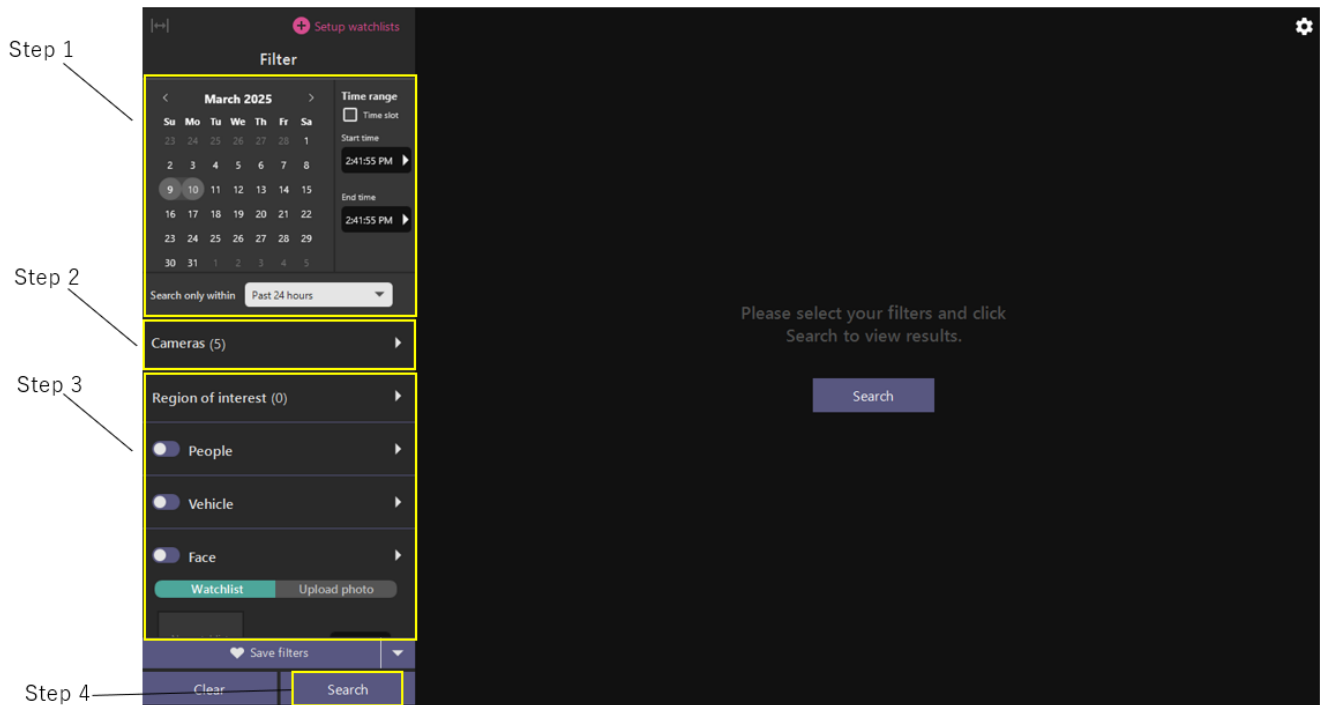 Setup watchlists
Step 1
Filter
March 2025
Time range
Time slot
Su Mo Tu We Th Fr Sa
23 24 25 26 27 28 1
Start time
2 3 4 5 6 7 8
2:41:55 PM
9 10 11 12 13 14 15
End time
16 17 18 19 20 21 22
2:41:55 PM
23 24 25 26 27 28 29
30 31 1 2 3 4 5
Step 2
Search only within Past 24 hours
Cameras (5)
Please select your filters and click
Search to view results.
Search
Step 3
Region of interest (0)
People
Vehicle
Face
Watchlist Upload photo
Save filters
Step 4
Clear Search